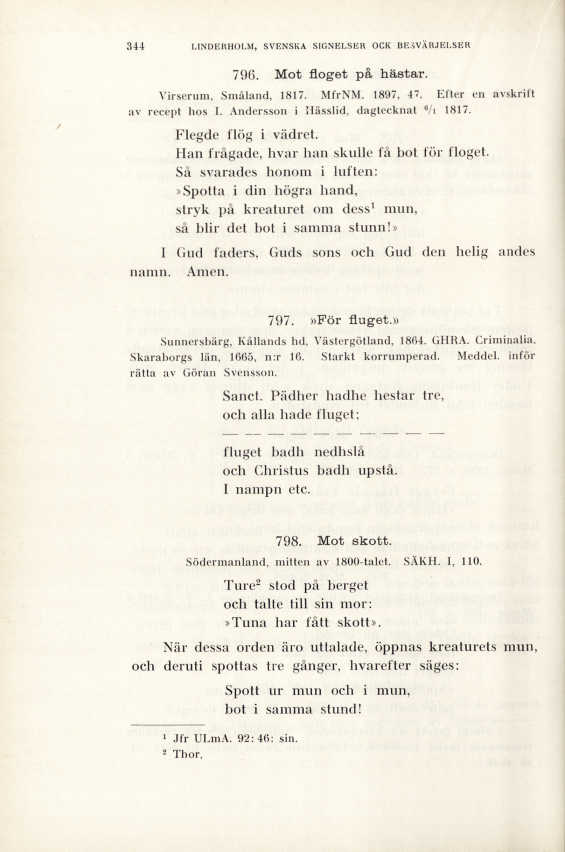 344 LINDERHOLM, SVENSKA SIGNELSER OCK BESVÄRJELSER
796. Mot floget på hästar.
Virserum, Småland, 1817. MfrNM. 1897, 47. Efter en avskrift
av recept hos I. Andersson i Hässlid, dagtecknat ⁶/₁ 1817.
Flegde flög i vädret.
Han frågade, hvar han skulle få bot för floget.
Så svarades honom i luften:
»Spotta i din högra hand,
stryk på kreaturet om dess¹ mun,
så blir det bot i samma stunn!»
I Gud faders, Guds sons och Gud den helig andes
namn. Amen.
797. »För fluget.»
Sunnersbärg, Kållands hd, Västergötland, 1864. GHRA. Criminalia.
Skaraborgs län, 1665, n:r 16. Starkt korrumperad. Meddel. inför
rätta av Göran Svensson.
Sanct. Pädher hadhe hestar tre,
och alla hade fluget;
— — — — — — — — — —
fluget badh nedhslå
och Christus badh upstå.
I nampn etc.
798. Mot skott.
Södermanland, mitten av 1800-talet. SÄKH. I, 110.
Ture² stod på berget
och talte till sin mor:
»Tuna har fått skott».
När dessa orden äro uttalade, öppnas kreaturets mun,
och deruti spottas tre gånger, hvarefter säges:
Spott ur mun och i mun,
bot i samma stund!
¹ Jfr ULmA. 92: 46: sin.
² Thor.